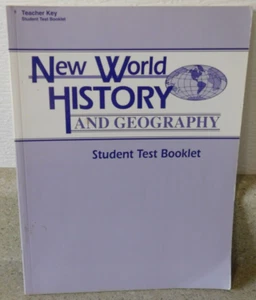 Teacher Key
Student Test Booklet
New World
HISTORY
AND GEOGRAPHY
Student Test Booklet